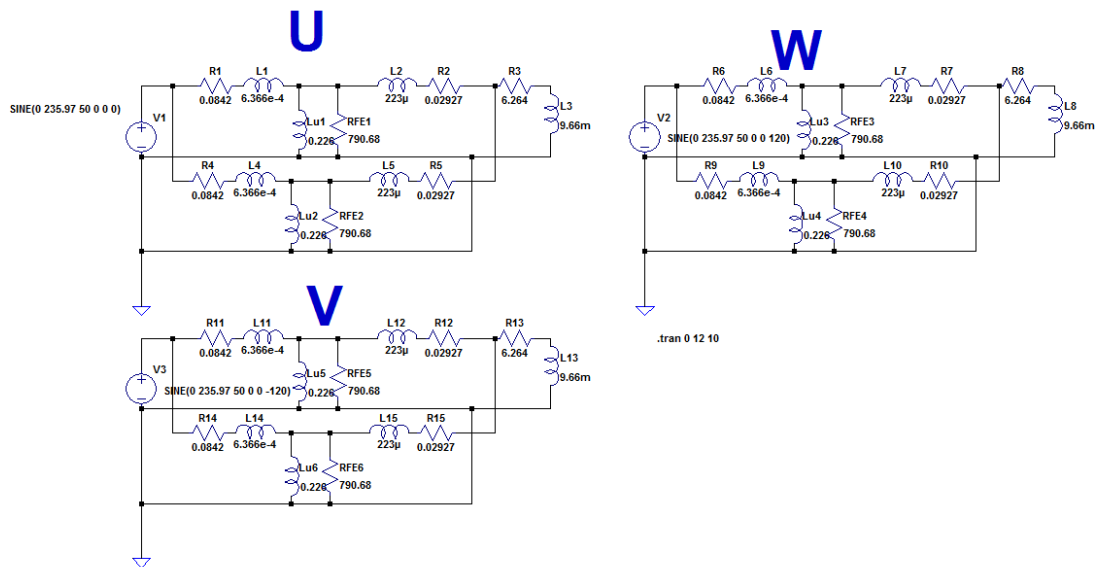 U
R1
L1
L2
R2
R3
0.0842
6.366e-4
223µ
0.02927
6.264
SINE(0 235.97 50 0 0 0)
V1
Lu1
0.226
RFE1
790.68
L3
9.66m
R4
L4
L5
R5
0.0842
6.366e-4
223µ
0.02927
Lu2
0.226
RFE2
790.68
W
R6
L6
L7
R7
R8
0.0842
6.366e-4
223µ
0.02927
6.264
V2
SINE(0 235.97 50 0 0 120)
Lu3
0.226
RFE3
790.68
L8
9.66m
R9
L9
L10
R10
0.0842
6.366e-4
223µ
0.02927
Lu4
0.226
RFE4
790.68
V
R11
L11
L12
R12
R13
0.0842
6.366e-4
223µ
0.02927
6.264
V3
SINE(0 235.97 50 0 0 -120)
Lu5
0.226
RFE5
790.68
L13
9.66m
R14
L14
L15
R15
0.0842
6.366e-4
223µ
0.02927
Lu6
0.226
RFE6
790.68
.tran 0 12 10